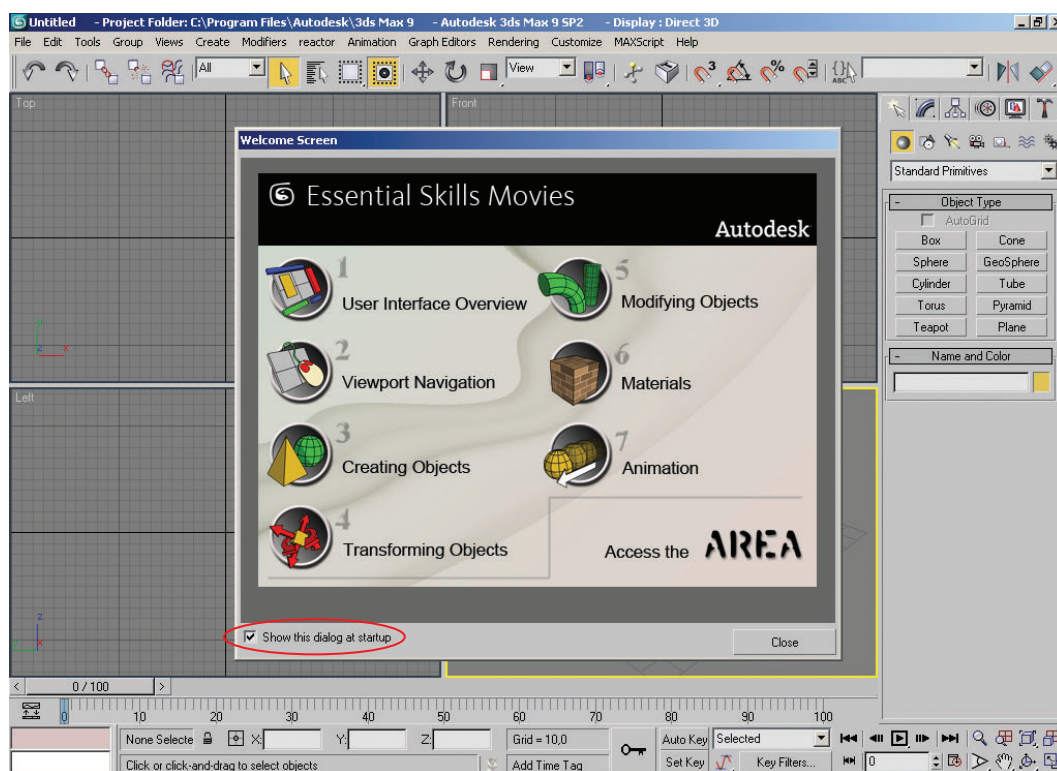 Untitled - Project Folder: C:\Program Files\Autodesk\3ds Max 9 - Autodesk 3ds Max 9 SP2 - Display : Direct 3D
File Edit Tools Group Views Create Modifiers reactor Animation Graph Editors Rendering Customize MAXScript Help
All
View
3
%
ABC
Top
Front
Welcome Screen
Essential Skills Movies
Autodesk
1
User Interface Overview
2
Viewport Navigation
3
Creating Objects
4
Transforming Objects
5
Modifying Objects
6
Materials
7
Animation
Access the AREA
Show this dialog at startup
Close
Left
z
x
z
x
Standard Primitives
- Object Type
AutoGrid
Box Cone
Sphere GeoSphere
Cylinder Tube
Torus Pyramid
Teapot Plane
- Name and Color
< 0 / 100 >
0 10 20 30 40 50 60 70 80 90 100
None Selecte X: Y: Z: Grid = 10,0 Auto Key Selected
Click or click-and-drag to select objects Add Time Tag Set Key Key Filters... 0